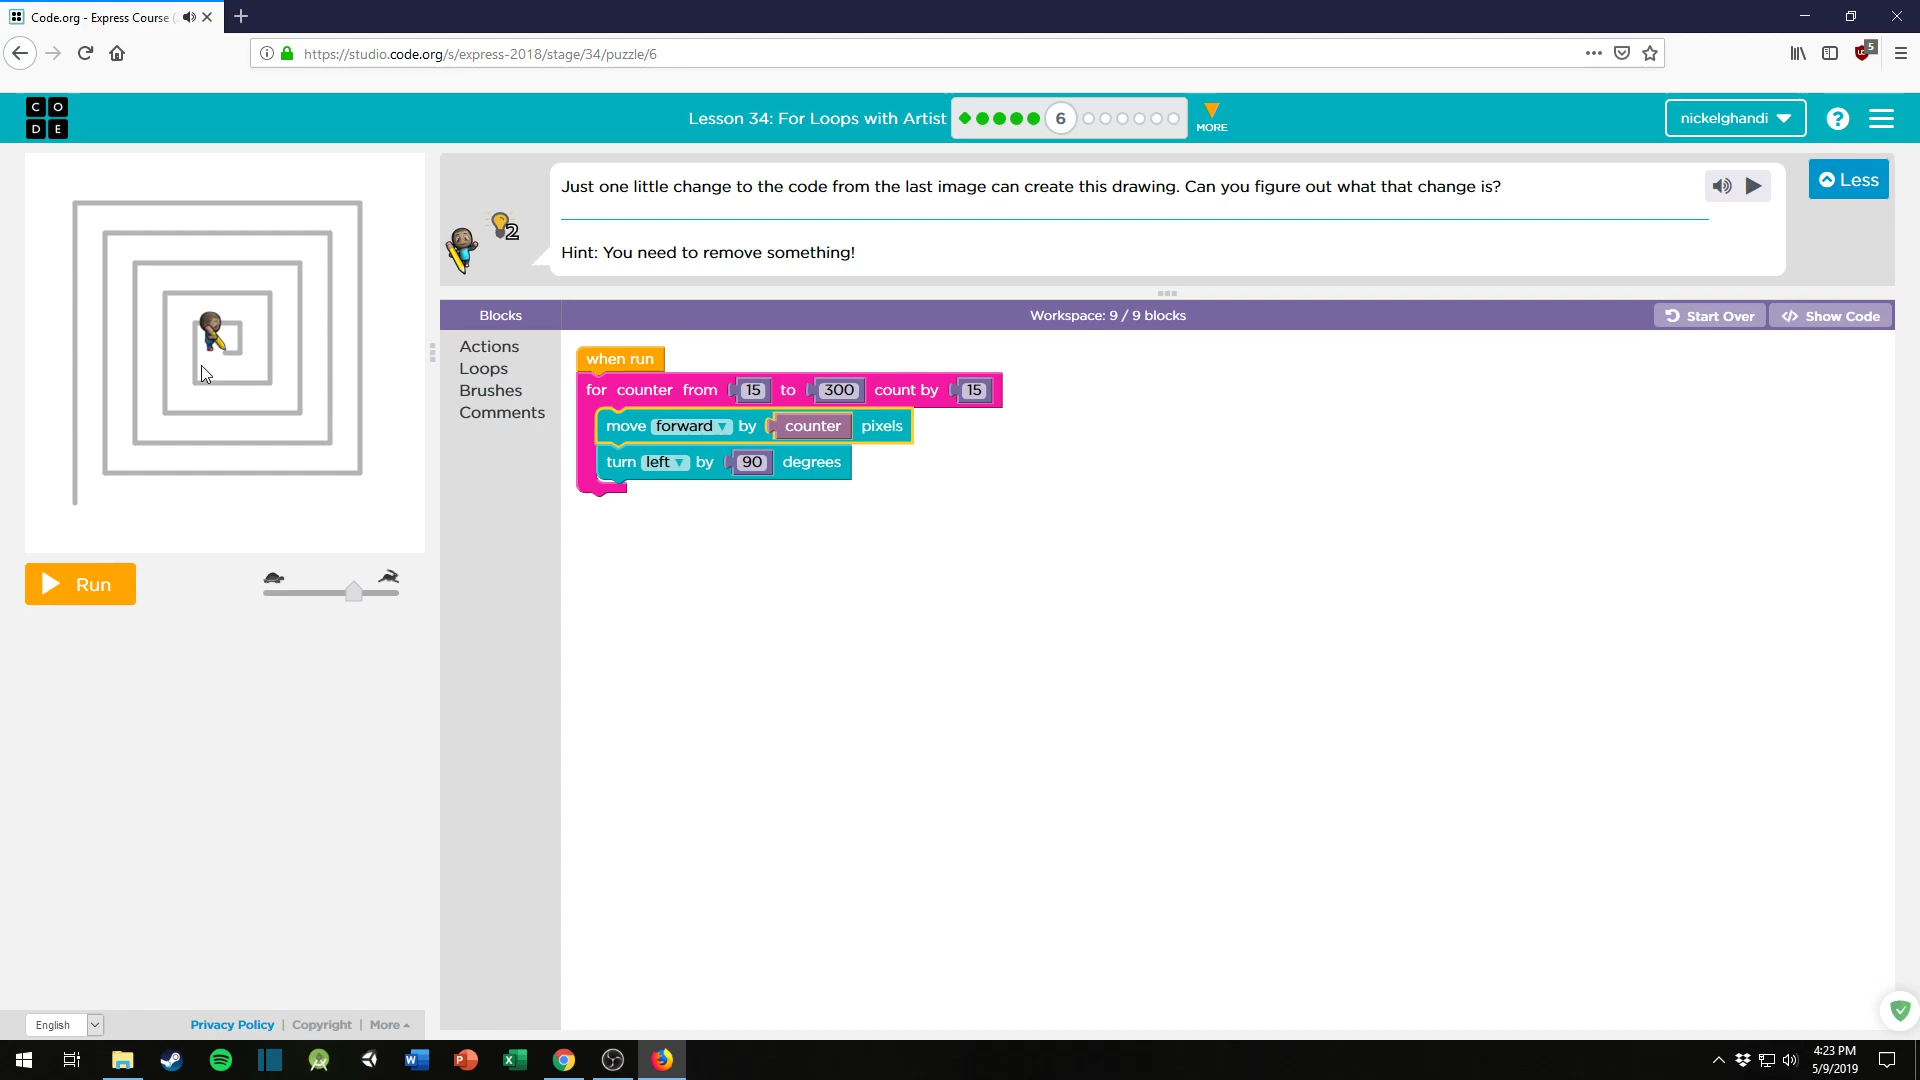 Code.org - Express Course (
https://studio.code.org/s/express-2018/stage/34/puzzle/6
5
C O
D E
Lesson 34: For Loops with Artist
6
MORE
nickelghandi
?
Just one little change to the code from the last image can create this drawing. Can you figure out what that change is?
Less
2
Hint: You need to remove something!
Blocks
Workspace: 9 / 9 blocks
Start Over
Show Code
Actions
Loops
Brushes
Comments
when run
for counter from 15 to 300 count by 15
move forward by counter pixels
turn left by 90 degrees
Run
English
Privacy Policy | Copyright | More
4:23 PM
5/9/2019